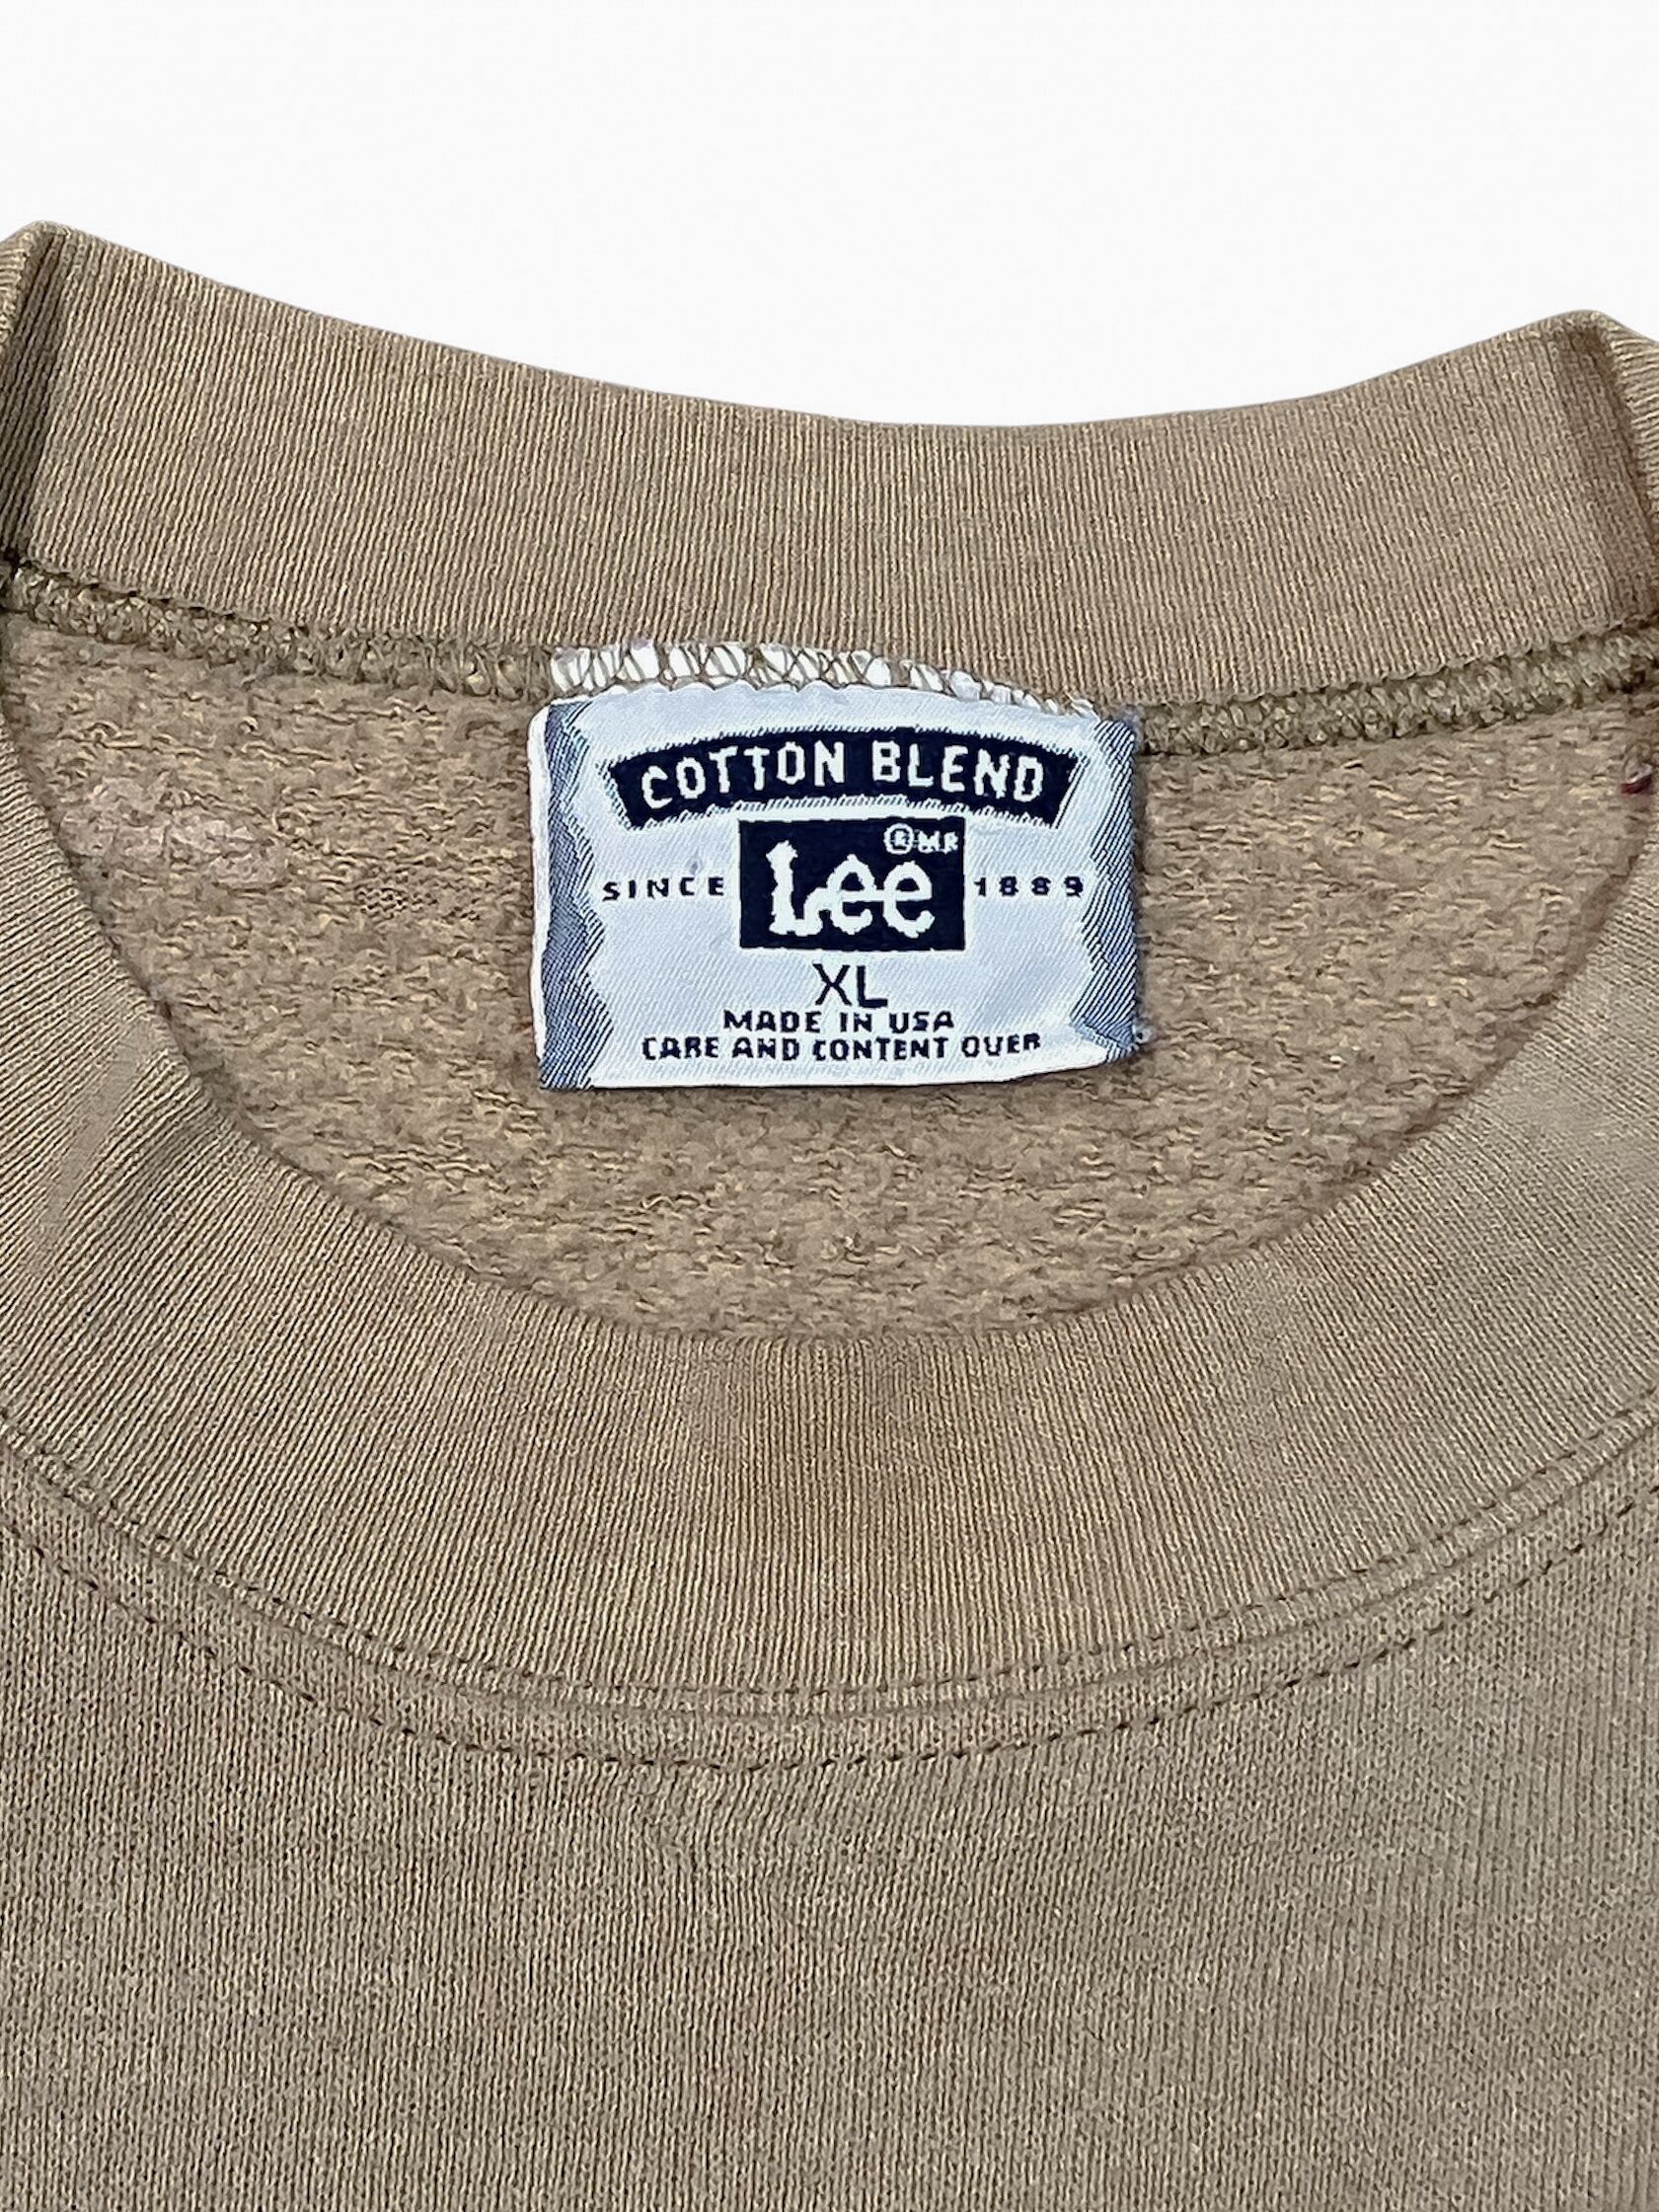 COTTON BLEND
® M.R.
SINCE Lee 1889
XL
MADE IN USA
CARE AND CONTENT OVER